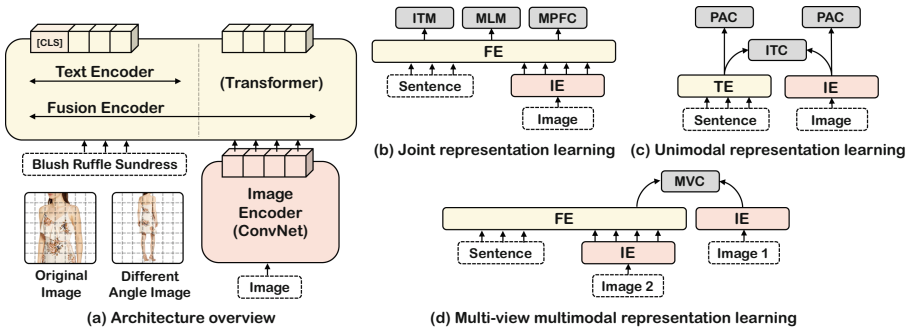 [CLS]
Text Encoder
(Transformer)
Fusion Encoder
Blush Ruffle Sundress
Image
Encoder
(ConvNet)
Original
Image
Different
Angle Image
Image
(a) Architecture overview
ITM
MLM
MPFC
FE
Sentence
IE
Image
(b) Joint representation learning
PAC
PAC
ITC
TE
IE
Sentence
Image
(c) Unimodal representation learning
MVC
FE
IE
Sentence
IE
Image 1
Image 2
(d) Multi-view multimodal representation learning